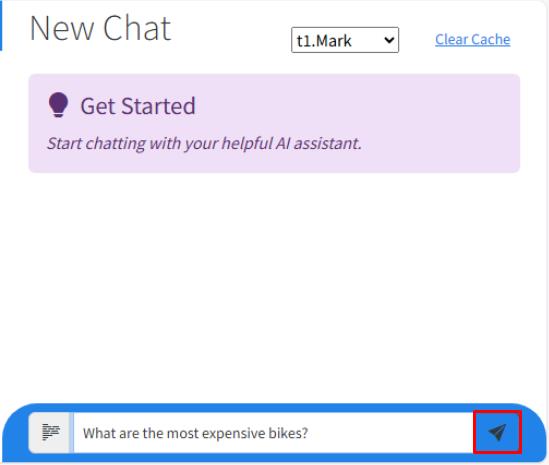 New Chat
t1.Mark
Clear Cache
Get Started
Start chatting with your helpful AI assistant.
What are the most expensive bikes?